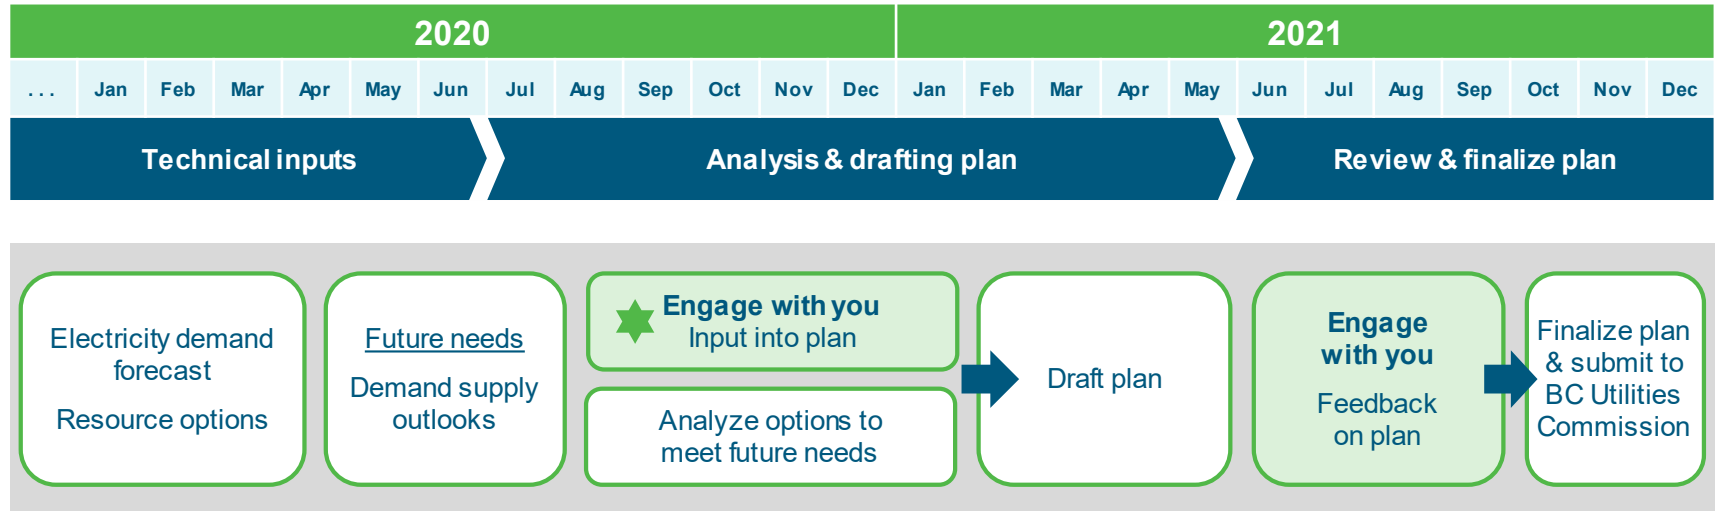 2020 2021
... Jan Feb Mar Apr May Jun Jul Aug Sep Oct Nov Dec Jan Feb Mar Apr May Jun Jul Aug Sep Oct Nov Dec
Technical inputs Analysis & drafting plan Review & finalize plan
Electricity demand
forecast
Resource options
Future needs
Demand supply
outlooks
Engage with you
Input into plan
Analyze options to
meet future needs
Draft plan
Engage
with you
Feedback
on plan
Finalize plan
& submit to
BC Utilities
Commission